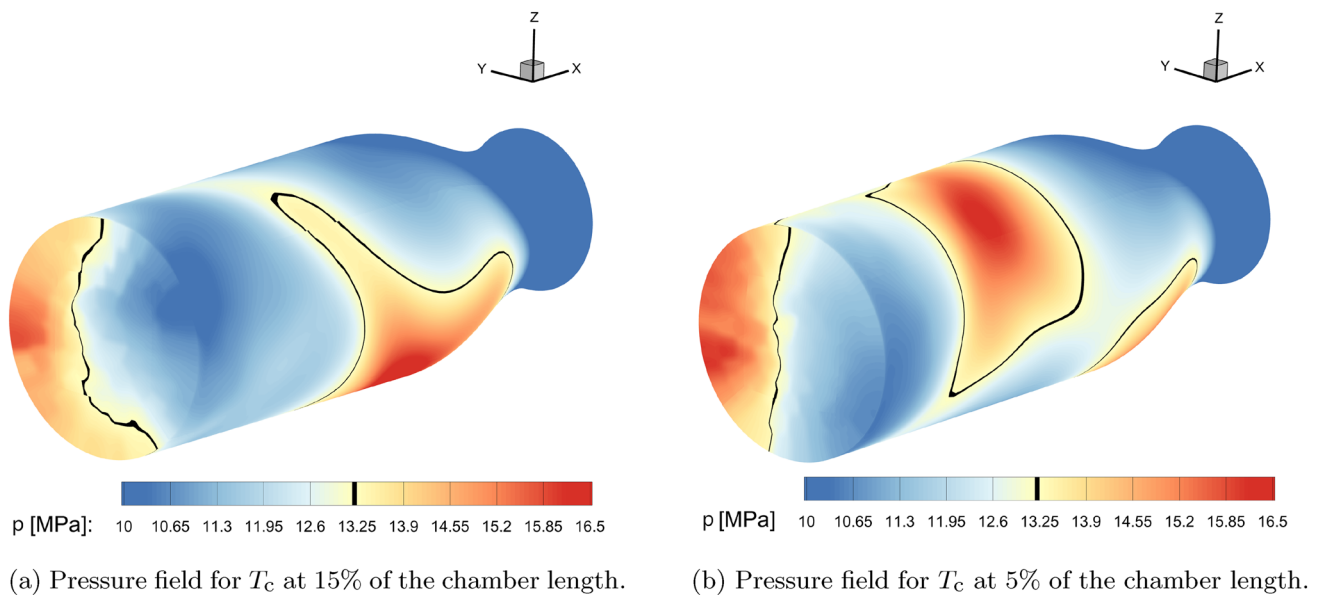 Z
Y X
Z
Y X
p [MPa]: 10 10.65 11.3 11.95 12.6 13.25 13.9 14.55 15.2 15.85 16.5
p [MPa] 10 10.65 11.3 11.95 12.6 13.25 13.9 14.55 15.2 15.85 16.5
(a) Pressure field for Tc at 15% of the chamber length.
(b) Pressure field for Tc at 5% of the chamber length.